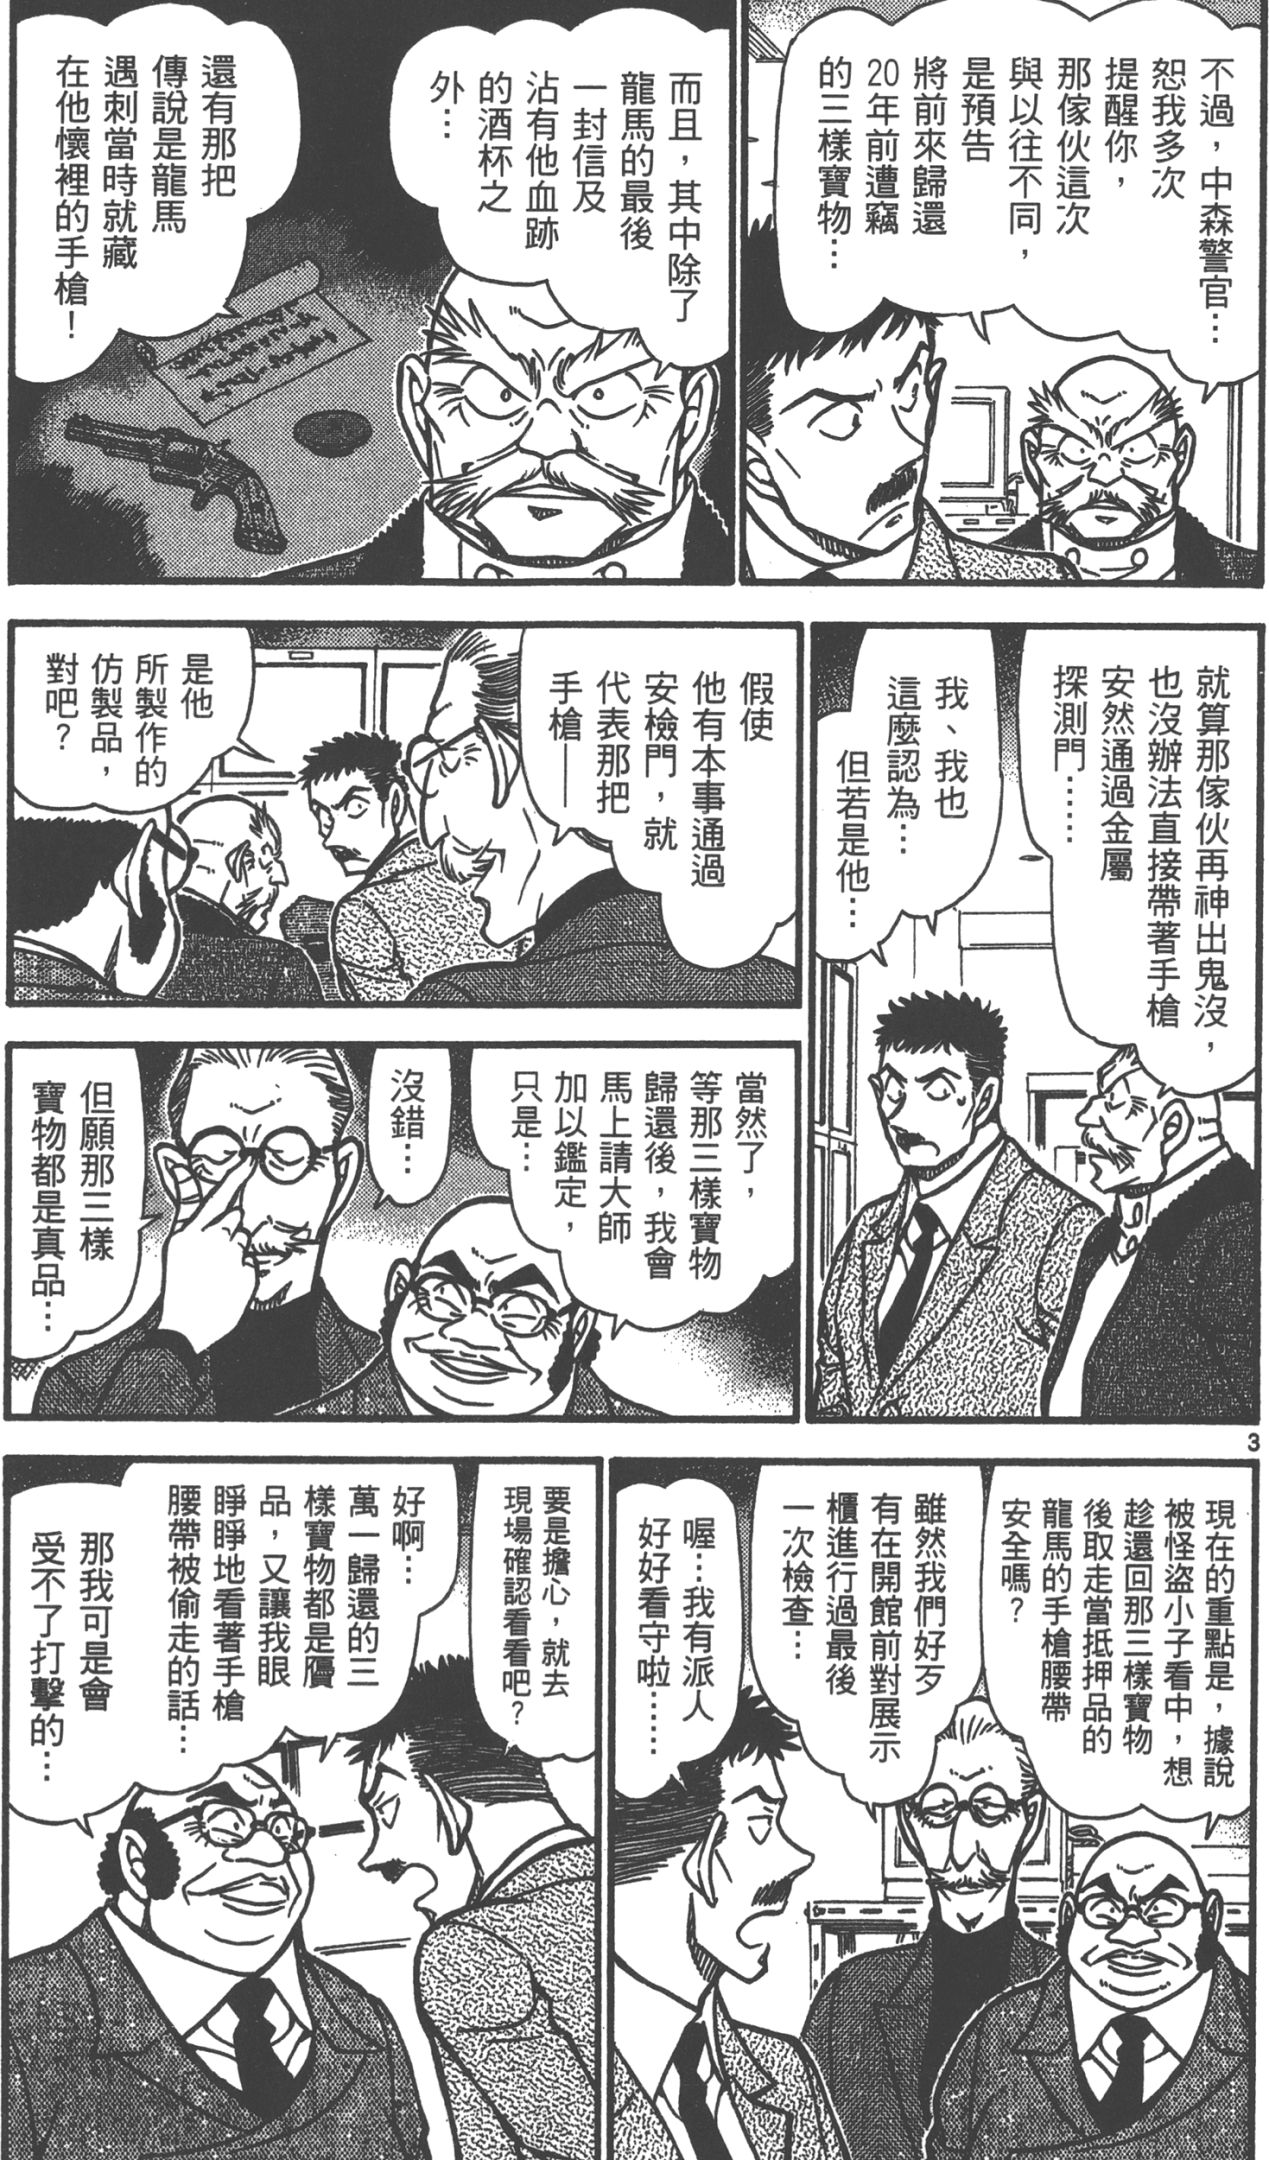 不過，中森警官…
恕我多次
提醒你，
那傢伙這次
與以往不同，
是預告
將前來歸還
20年前遭竊
的三樣寶物…
而且，其中除了
龍馬的最後
一封信及
沾有他血跡
的酒杯之
外…
還有那把
傳說是龍馬
遇刺當時就藏
在他懷裡的手槍！
就算那傢伙再神出鬼沒，
也沒辦法直接帶著手槍
安然通過金屬
探測門……
我、我也
這麼認為…
但若是他…
假使
他有本事通過
安檢門，就
代表那把
手槍——
是他
所製作的
仿製品，
對吧？
當然了，
等那三樣寶物
歸還後，我會
馬上請大師
加以鑑定，
只是…
沒錯…
但願那三樣
寶物都是真品…
3
現在的重點是，據說
被怪盜小子看中，想
趁還回那三樣寶物
後取走當抵押品的
龍馬的手槍腰帶
安全嗎？
雖然我們好歹
有在開館前對展示
櫃進行過最後
一次檢查…
喔…我有派人
好好看守啦……
要是擔心，就去
現場確認看看吧？
好啊…
萬一歸還的三
樣寶物都是贗
品，又讓我眼
睜睜地看著手槍
腰帶被偷走的話…
那我可是會
受不了打擊的…